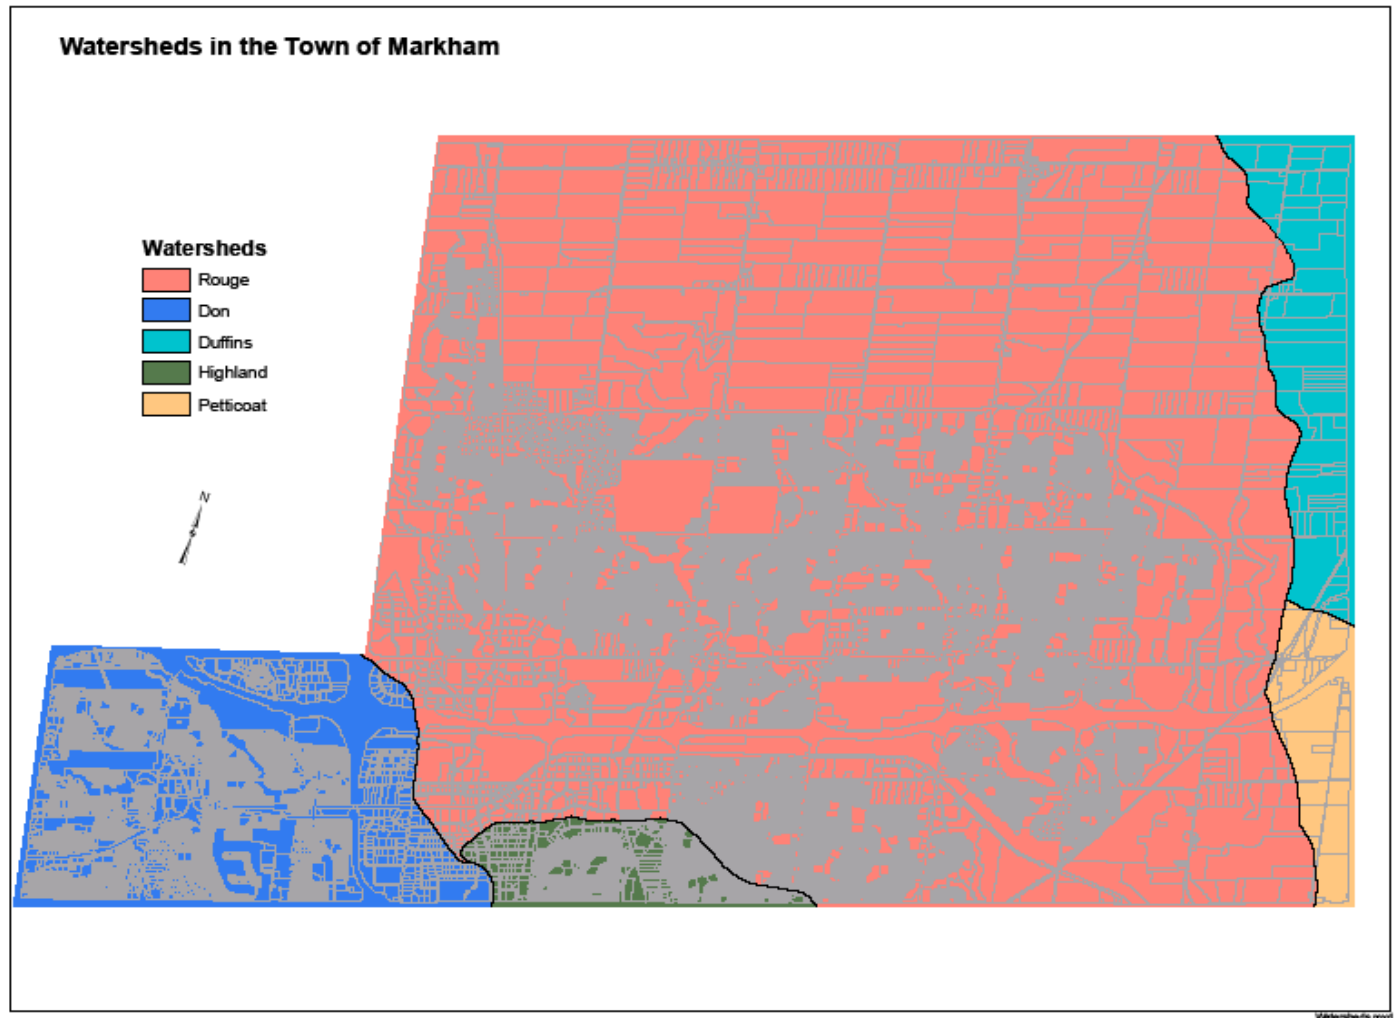 Watersheds in the Town of Markham
Watersheds
Rouge
Don
Duffins
Highland
Petticoat
N